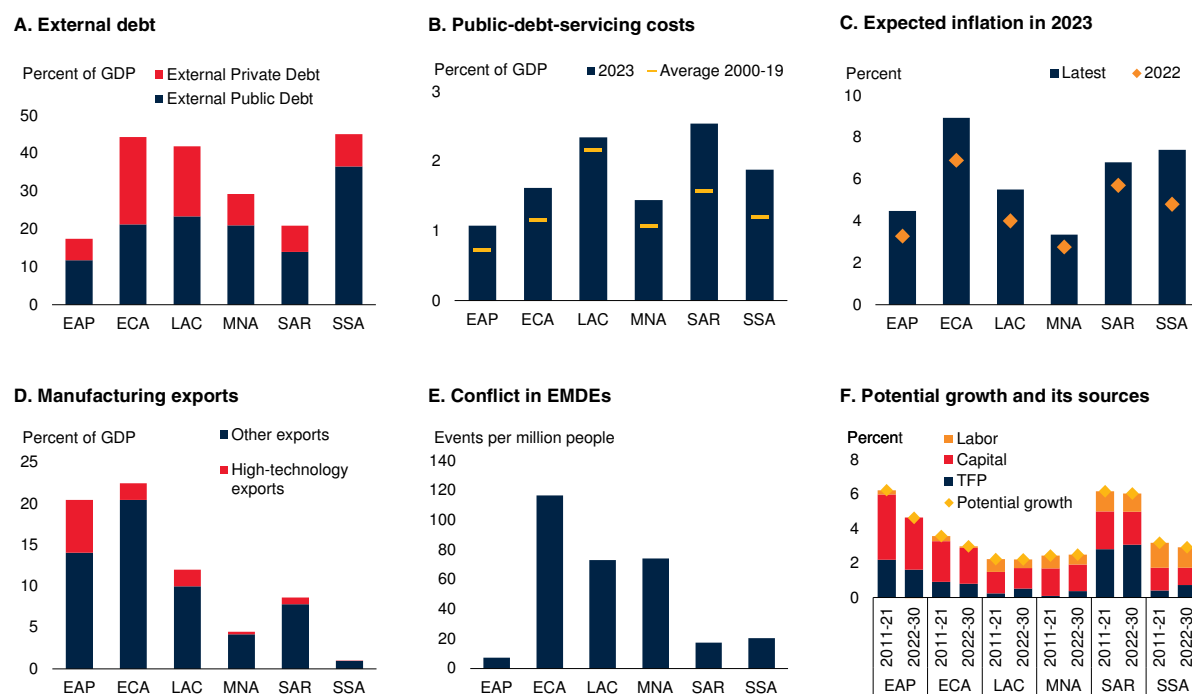 A. External debt
Percent of GDP
External Private Debt
External Public Debt
50
40
30
20
10
0
EAP ECA LAC MNA SAR SSA
B. Public-debt-servicing costs
Percent of GDP
2023 Average 2000-19
3
2
1
0
EAP ECA LAC MNA SAR SSA
C. Expected inflation in 2023
Percent
Latest 2022
10
8
6
4
2
0
EAP ECA LAC MNA SAR SSA
D. Manufacturing exports
Percent of GDP
Other exports
High-technology
exports
25
20
15
10
5
0
EAP ECA LAC MNA SAR SSA
E. Conflict in EMDEs
Events per million people
140
120
100
80
60
40
20
0
EAP ECA LAC MNA SAR SSA
F. Potential growth and its sources
Percent
Labor
Capital
TFP
Potential growth
8
6
4
2
0
2011-21 2022-30 2011-21 2022-30 2011-21 2022-30 2011-21 2022-30 2011-21 2022-30 2011-21 2022-30
EAP ECA LAC MNA SAR SSA